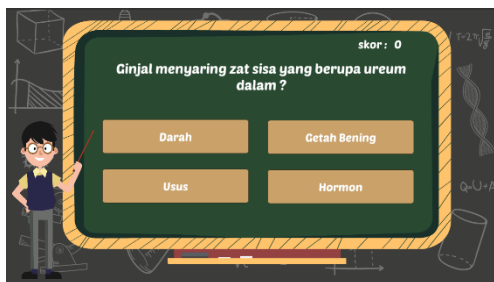 skor : 0
Ginjal menyaring zat sisa yang berupa ureum
dalam ?
Darah
Getah Bening
Usus
Hormon